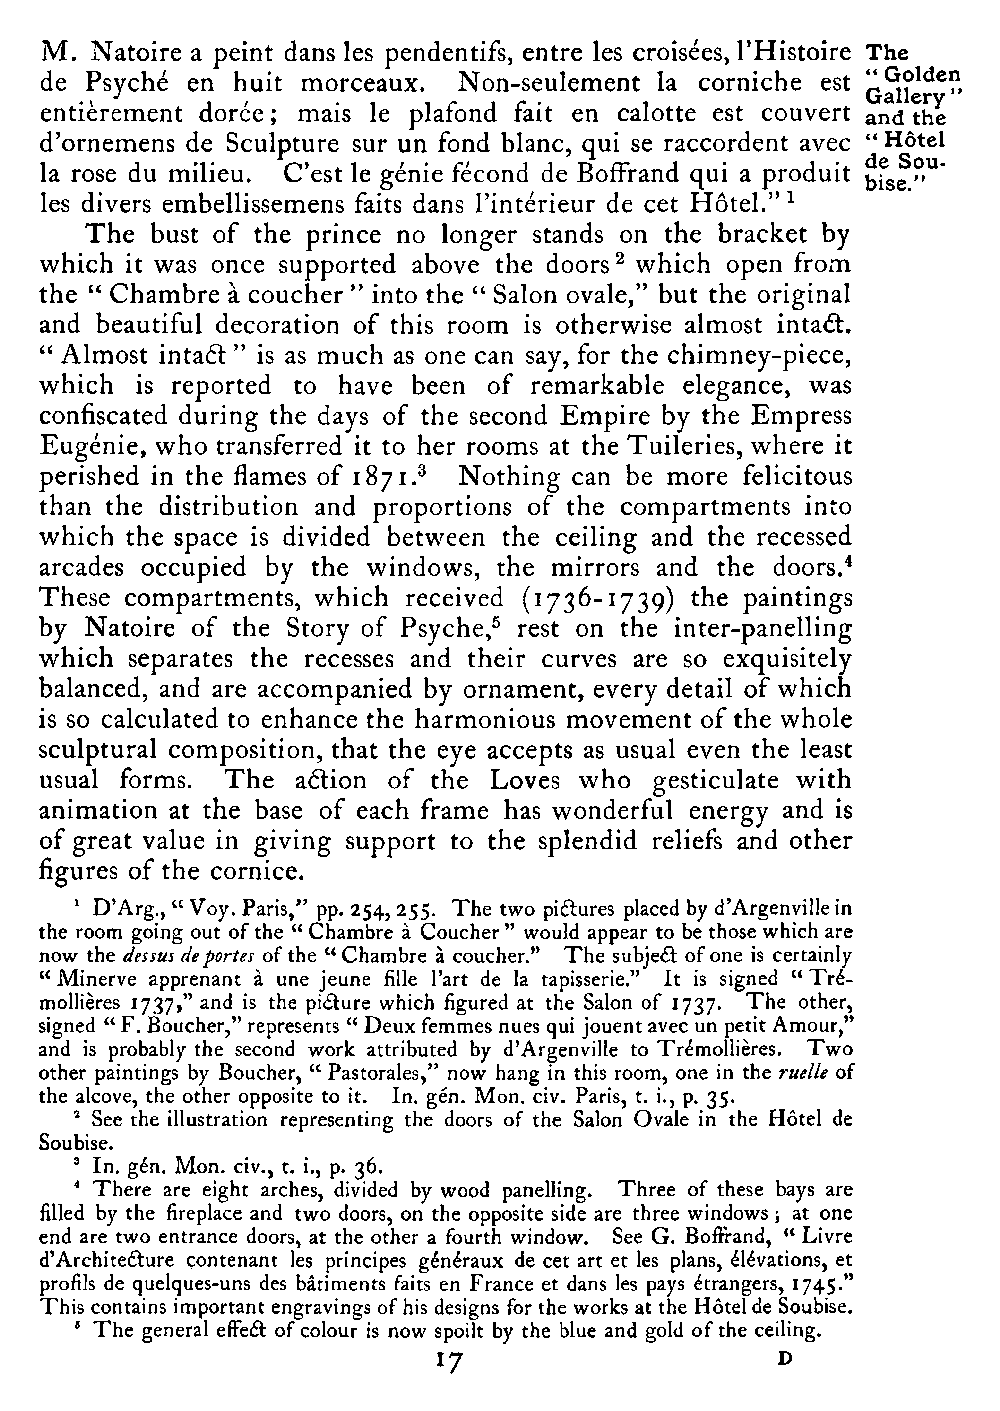 M. Natoire a peint dans les pendentifs, entre les croisées, l'Histoire
de Psyché en huit morceaux. Non-seulement la corniche est
entièrement dorée; mais le plafond fait en calotte est couvert
d'ornemens de Sculpture sur un fond blanc, qui se raccordent avec
la rose du milieu. C'est le génie fécond de Boffrand qui a produit
les divers embellissemens faits dans l'intérieur de cet Hôtel." ¹
The
"Golden
Gallery"
and the
"Hôtel
de Sou-
bise."
The bust of the prince no longer stands on the bracket by
which it was once supported above the doors ² which open from
the "Chambre à coucher" into the "Salon ovale," but the original
and beautiful decoration of this room is otherwise almost intact.
"Almost intact" is as much as one can say, for the chimney-piece,
which is reported to have been of remarkable elegance, was
confiscated during the days of the second Empire by the Empress
Eugénie, who transferred it to her rooms at the Tuileries, where it
perished in the flames of 1871.³ Nothing can be more felicitous
than the distribution and proportions of the compartments into
which the space is divided between the ceiling and the recessed
arcades occupied by the windows, the mirrors and the doors.⁴
These compartments, which received (1736-1739) the paintings
by Natoire of the Story of Psyche,⁵ rest on the inter-panelling
which separates the recesses and their curves are so exquisitely
balanced, and are accompanied by ornament, every detail of which
is so calculated to enhance the harmonious movement of the whole
sculptural composition, that the eye accepts as usual even the least
usual forms. The action of the Loves who gesticulate with
animation at the base of each frame has wonderful energy and is
of great value in giving support to the splendid reliefs and other
figures of the cornice.
¹ D'Arg., "Voy. Paris," pp. 254, 255. The two pictures placed by d'Argenville in
the room going out of the "Chambre à Coucher" would appear to be those which are
now the dessus de portes of the "Chambre à coucher." The subject of one is certainly
"Minerve apprenant à une jeune fille l'art de la tapisserie." It is signed "Tré-
mollières 1737," and is the picture which figured at the Salon of 1737. The other,
signed "F. Boucher," represents "Deux femmes nues qui jouent avec un petit Amour,"
and is probably the second work attributed by d'Argenville to Trémollières. Two
other paintings by Boucher, "Pastorales," now hang in this room, one in the ruelle of
the alcove, the other opposite to it. In. gén. Mon. civ. Paris, t. i., p. 35.
² See the illustration representing the doors of the Salon Ovale in the Hôtel de
Soubise.
³ In. gén. Mon. civ., t. i., p. 36.
⁴ There are eight arches, divided by wood panelling. Three of these bays are
filled by the fireplace and two doors, on the opposite side are three windows; at one
end are two entrance doors, at the other a fourth window. See G. Boffrand, "Livre
d'Architecture contenant les principes généraux de cet art et les plans, élévations, et
profils de quelques-uns des bâtiments faits en France et dans les pays étrangers, 1745."
This contains important engravings of his designs for the works at the Hôtel de Soubise.
⁵ The general effect of colour is now spoilt by the blue and gold of the ceiling.
17 D